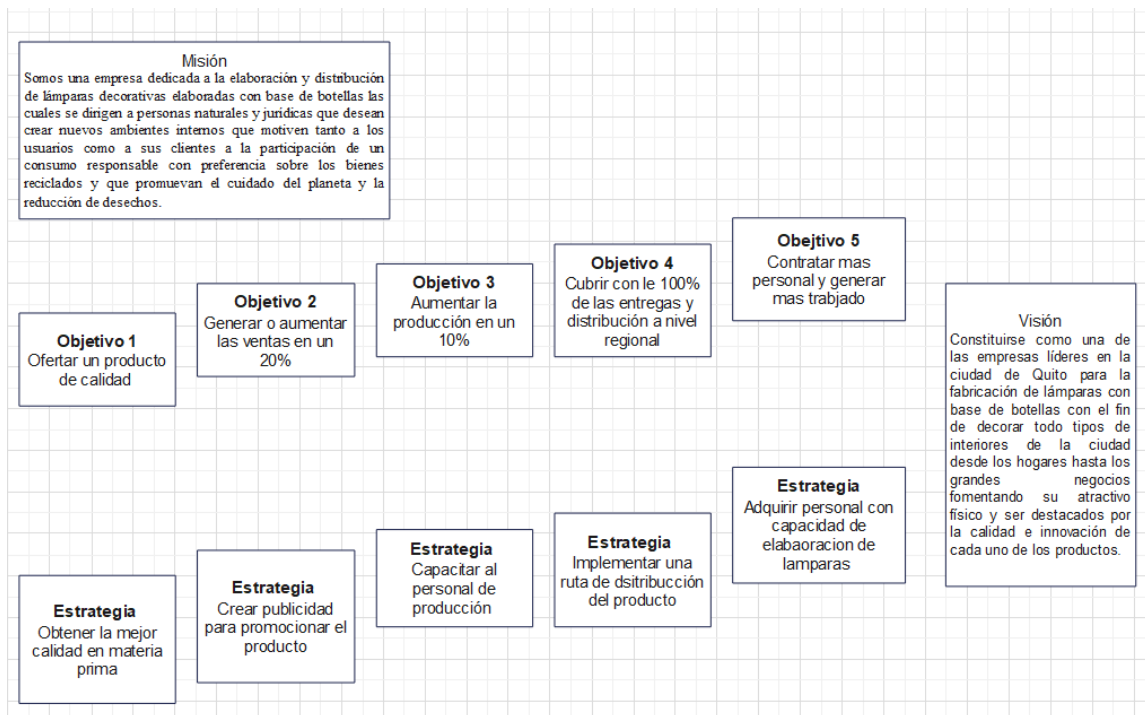 Misión
Somos una empresa dedicada a la elaboración y distribución
de lámparas decorativas elaboradas con base de botellas las
cuales se dirigen a personas naturales y jurídicas que desean
crear nuevos ambientes internos que motiven tanto a los
usuarios como a sus clientes a la participación de un
consumo responsable con preferencia sobre los bienes
reciclados y que promuevan el cuidado del planeta y la
reducción de desechos.
Objetivo 1
Ofertar un producto
de calidad
Objetivo 2
Generar o aumentar
las ventas en un
20%
Objetivo 3
Aumentar la
producción en un
10%
Objetivo 4
Cubrir con le 100%
de las entregas y
distribución a nivel
regional
Obejtivo 5
Contratar mas
personal y generar
mas trabjado
Visión
Constituirse como una de
las empresas líderes en la
ciudad de Quito para la
fabricación de lámparas con
base de botellas con el fin
de decorar todo tipos de
interiores de la ciudad
desde los hogares hasta los
grandes negocios
fomentando su atractivo
físico y ser destacados por
la calidad e innovación de
cada uno de los productos.
Estrategia
Obtener la mejor
calidad en materia
prima
Estrategia
Crear publicidad
para promocionar el
producto
Estrategia
Capacitar al
personal de
producción
Estrategia
Implementar una
ruta de dsitribucción
del producto
Estrategia
Adquirir personal con
capacidad de
elabaoracion de
lamparas